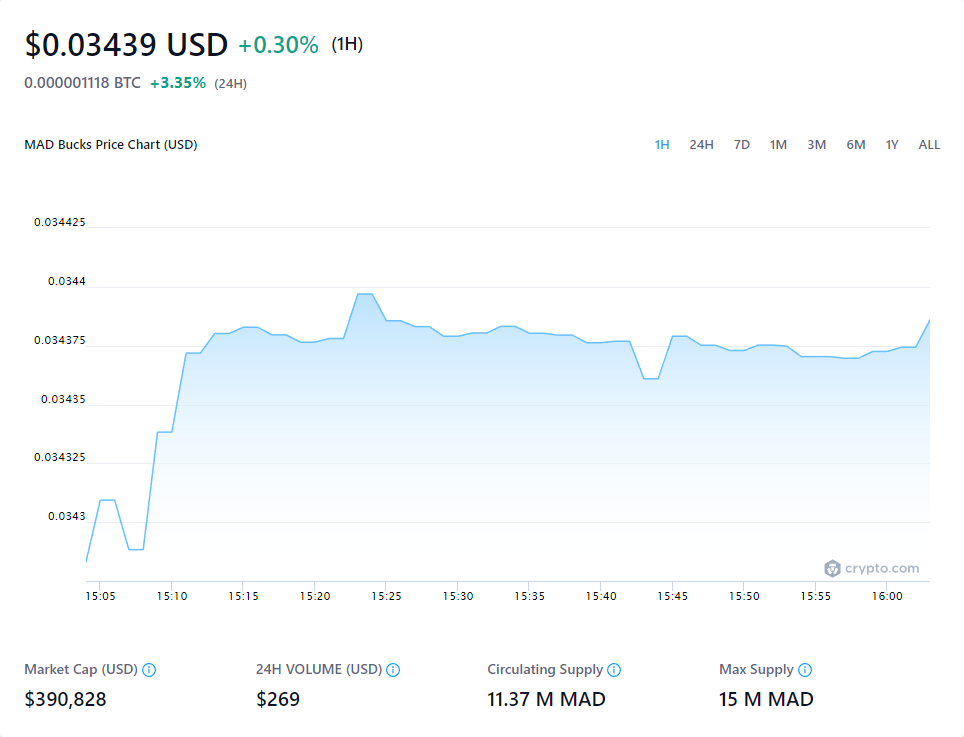 $0.03439 USD +0.30% (1H)
0.000001118 BTC +3.35% (24H)
MAD Bucks Price Chart (USD) 1H 24H 7D 1M 3M 6M 1Y ALL
0.034425
0.0344
0.034375
0.03435
0.034325
0.0343
crypto.com
15:05 15:10 15:15 15:20 15:25 15:30 15:35 15:40 15:45 15:50 15:55 16:00
Market Cap (USD) 24H VOLUME (USD) Circulating Supply Max Supply
$390,828 $269 11.37 M MAD 15 M MAD